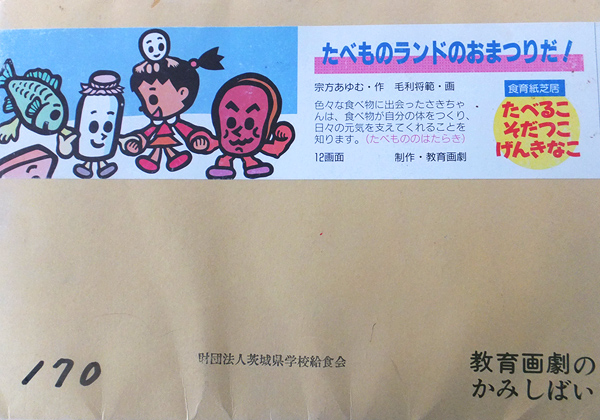 たべものランドのおまつりだ!
宗方あゆむ・作 毛利将範・画
色々な食べ物に出会ったさきちゃ
んは、食べ物が自分の体をつくり、
日々の元気を支えてくれることを
知ります。(たべもののはたらき)
12画面 制作・教育画劇
食育紙芝居
たべるこ
そだつこ
げんきなこ
財団法人茨城県学校給食会
170
教育画劇の
かみしばい